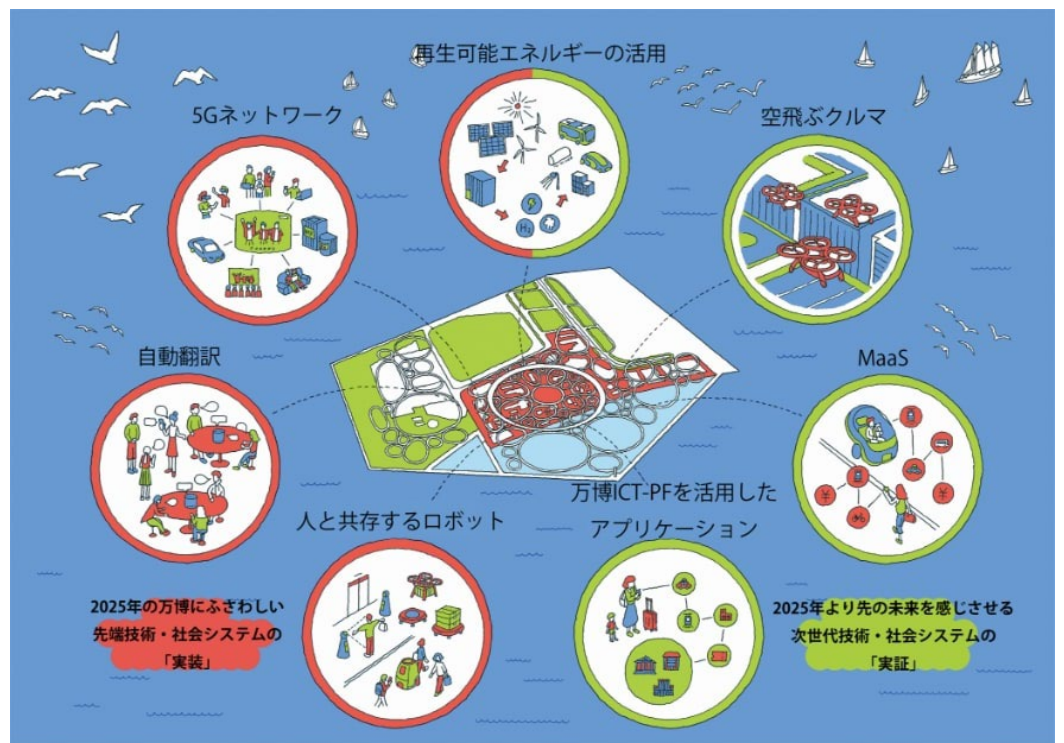 再生可能エネルギーの活用
5Gネットワーク
空飛ぶクルマ
H₂
自動翻訳
MaaS
¥
¥
万博ICT-PFを活用した
アプリケーション
人と共存するロボット
2025年の万博にふさわしい
先端技術・社会システムの
「実装」
2025年より先の未来を感じさせる
次世代技術・社会システムの
「実証」